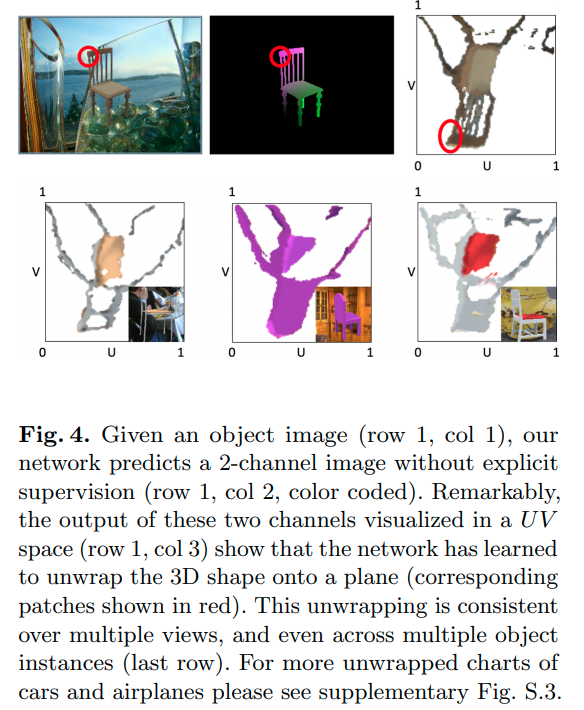 1
V
0 U 1
1 1 1
V V V
0 U 1 0 U 1 0 U 1
Fig. 4. Given an object image (row 1, col 1), our
network predicts a 2-channel image without explicit
supervision (row 1, col 2, color coded). Remarkably,
the output of these two channels visualized in a UV
space (row 1, col 3) show that the network has learned
to unwrap the 3D shape onto a plane (corresponding
patches shown in red). This unwrapping is consistent
over multiple views, and even across multiple object
instances (last row). For more unwrapped charts of
cars and airplanes please see supplementary Fig. S.3.